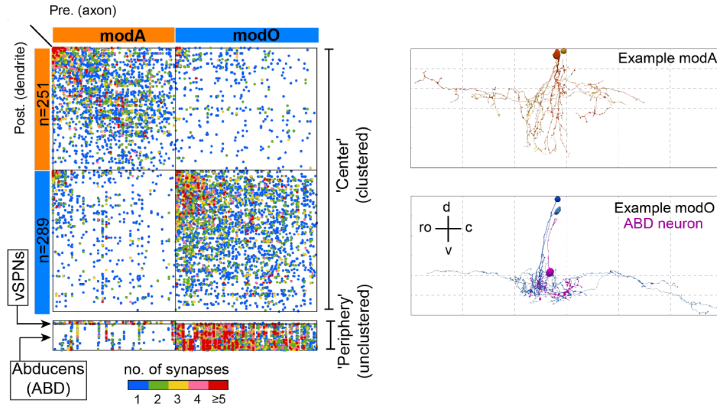 Pre. (axon)
modA modO
Post. (dendrite)
n=251
n=289
'Center'
(clustered)
'Periphery'
(unclustered)
vSPNs
Abducens
(ABD)
no. of synapses
1 2 3 4 ≥5
Example modA
Example modO
ABD neuron
d
ro c
v